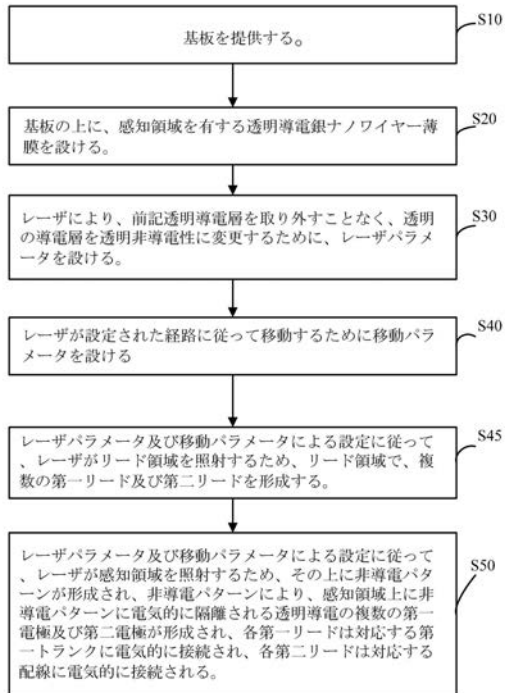 基板を提供する。
S10
基板の上に、感知領域を有する透明導電銀ナノワイヤー薄
膜を設ける。
S20
レーザにより、前記透明導電層を取り外すことなく、透明
の導電層を透明非導電性に変更するために、レーザパラメ
ータを設ける。
S30
レーザが設定された経路に従って移動するために移動パラ
メータを設ける
S40
レーザパラメータ及び移動パラメータによる設定に従って
、レーザがリード領域を照射するため、リード領域で、複
数の第一リード及び第二リードを形成する。
S45
レーザパラメータ及び移動パラメータによる設定に従って
、レーザが感知領域を照射するため、その上に非導電パター
ンが形成され、非導電パターンにより、感知領域上に非
導電パターンに電気的に隔離される透明導電の複数の第一
電極及び第二電極が形成され、各第一リードは対応する第
一トランクに電気的に接続され、各第二リードは対応する
配線に電気的に接続される。
S50